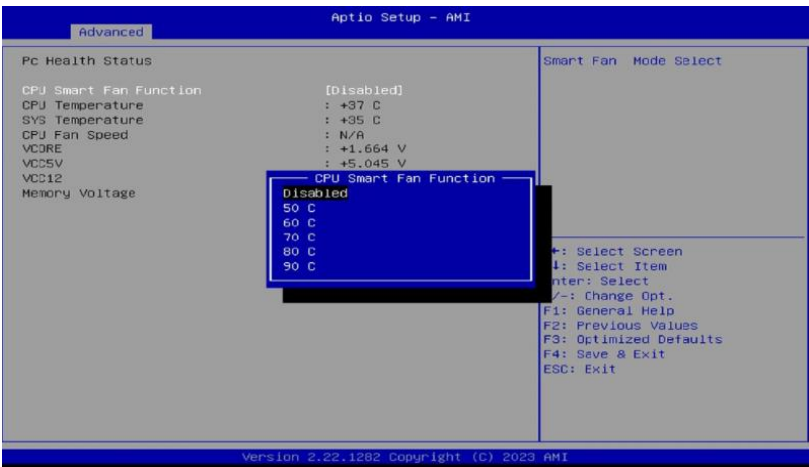 Aptio Setup - AMI
Advanced
Pc Health Status
CPU Smart Fan Function [Disabled]
CPU Temperature : +37 C
SYS Temperature : +35 C
CPU Fan Speed : N/A
VCORE : +1.664 V
VCC5V : +5.045 V
VCC12
Memory Voltage
CPU Smart Fan Function
Disabled
50 C
60 C
70 C
80 C
90 C
Smart Fan Mode Select
: Select Screen
: Select Item
nter: Select
/-: Change Opt.
F1: General Help
F2: Previous Values
F3: Optimized Defaults
F4: Save & Exit
ESC: Exit
Version 2.22.1282 Copyright (C) 2023 AMI